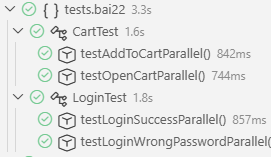 { } tests.bai22 3.3s
CartTest 1.6s
testAddToCartParallel() 842ms
testOpenCartParallel() 744ms
LoginTest 1.8s
testLoginSuccessParallel() 857ms
testLoginWrongPasswordParallel(